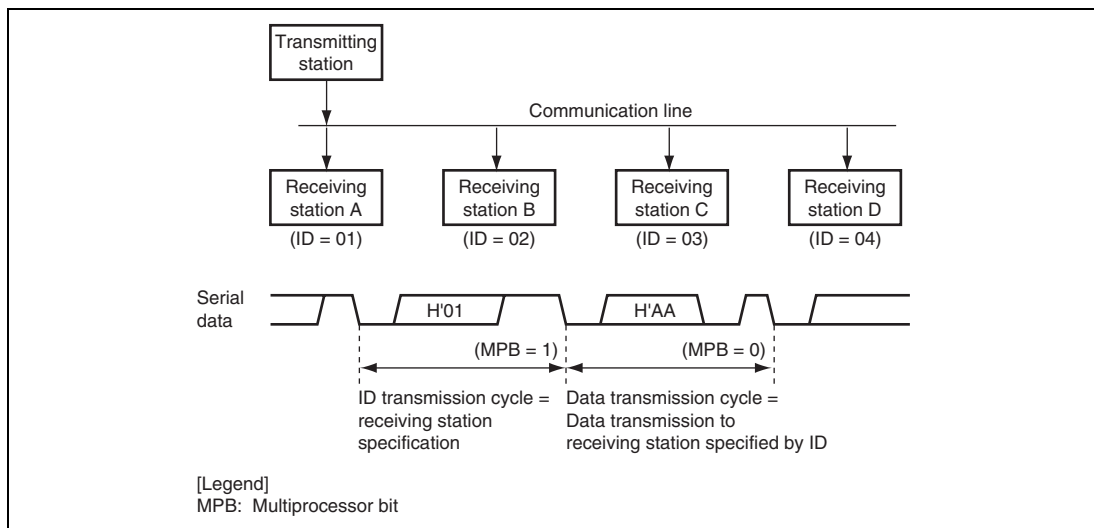 Transmitting
station
Communication line
Receiving
station A
Receiving
station B
Receiving
station C
Receiving
station D
(ID = 01)
(ID = 02)
(ID = 03)
(ID = 04)
Serial
data
H'01
H'AA
(MPB = 1)
(MPB = 0)
ID transmission cycle =
receiving station
specification
Data transmission cycle =
Data transmission to
receiving station specified by ID
[Legend]
MPB: Multiprocessor bit